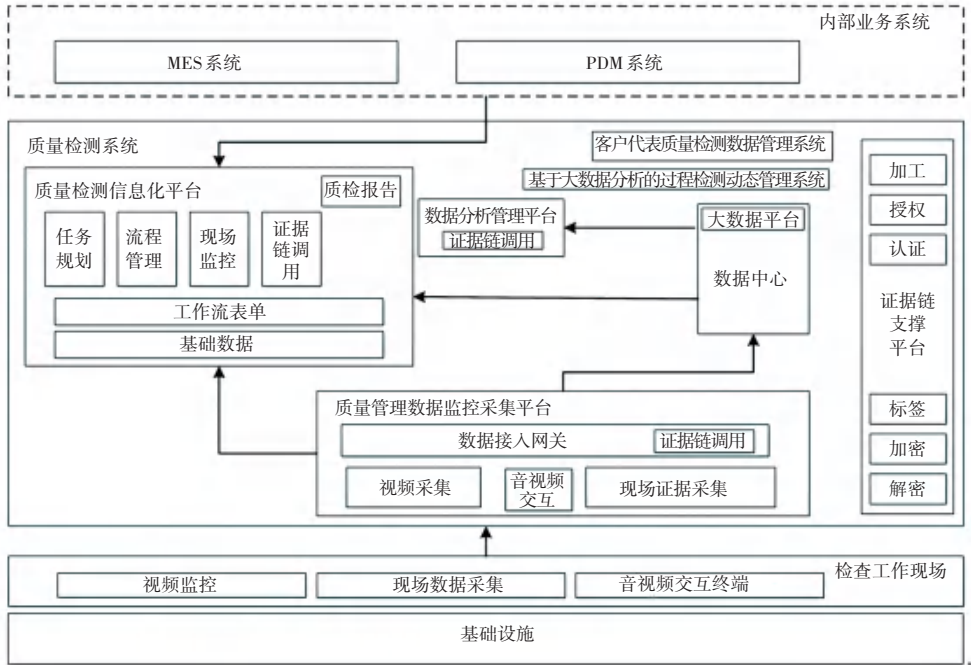 内部业务系统
MES系统
PDM系统
质量检测系统
客户代表质量检测数据管理系统
基于大数据分析的过程检测动态管理系统
质量检测信息化平台
质检报告
任务
规划
流程
管理
现场
监控
证据
链调
用
工作流表单
基础数据
数据分析管理平台
证据链调用
大数据平台
数据中心
加工
授权
认证
证据链
支撑
平台
标签
加密
解密
质量管理数据监控采集平台
数据接入网关
证据链调用
视频采集
音视频
交互
现场证据采集
检查工作现场
视频监控
现场数据采集
音视频交互终端
基础设施